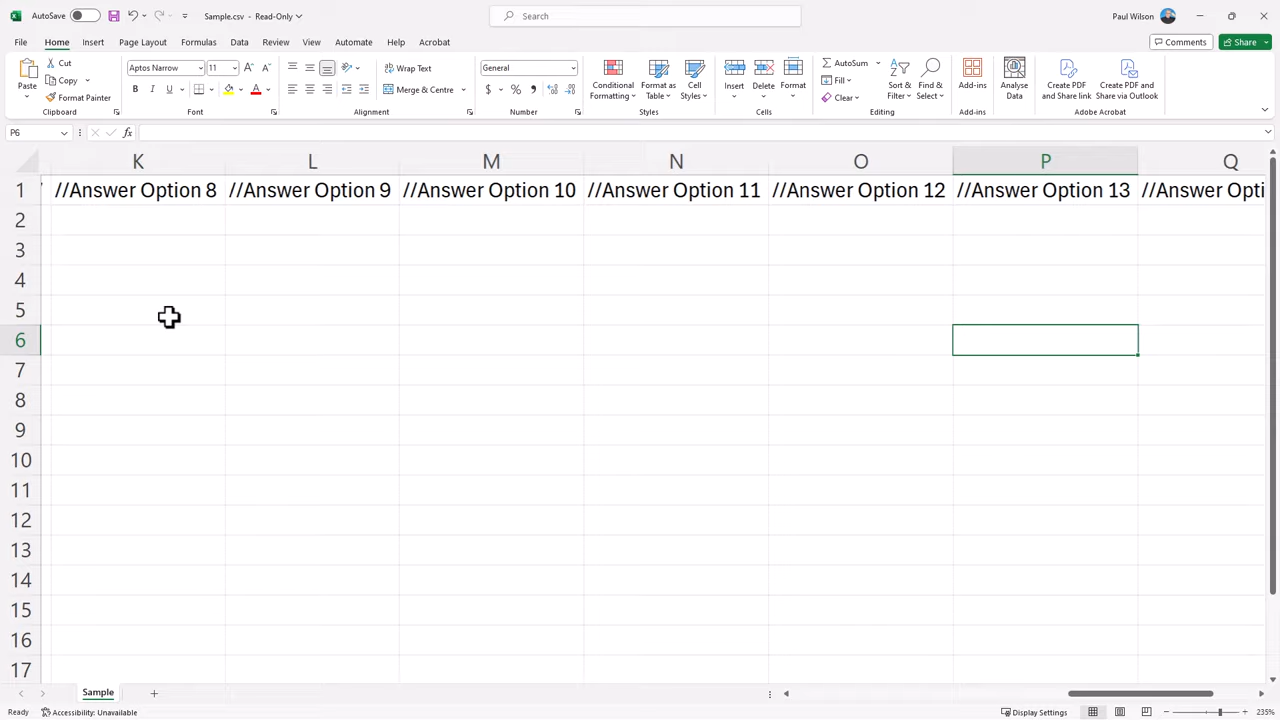 AutoSave Sample.csv - Read-Only Search Paul Wilson
File Home Insert Page Layout Formulas Data Review View Automate Help Acrobat Comments Share
Paste Cut Copy Format Painter Clipboard
Aptos Narrow 11 A A B I U A Font
Wrap Text Merge & Centre Alignment
General $ % Number
Conditional Formatting Format as Table Cell Styles Styles
Insert Delete Format Cells
AutoSum Fill Clear Sort & Filter Find & Select Editing
Add-ins Add-ins
Analyse Data
Create PDF and Share link Create PDF and Share via Outlook Adobe Acrobat
P6 fx
K L M N O P Q
1 //Answer Option 8 //Answer Option 9 //Answer Option 10 //Answer Option 11 //Answer Option 12 //Answer Option 13 //Answer Opti
2
3
4
5
6
7
8
9
10
11
12
13
14
15
16
17
Sample
Ready Accessibility: Unavailable Display Settings 235%